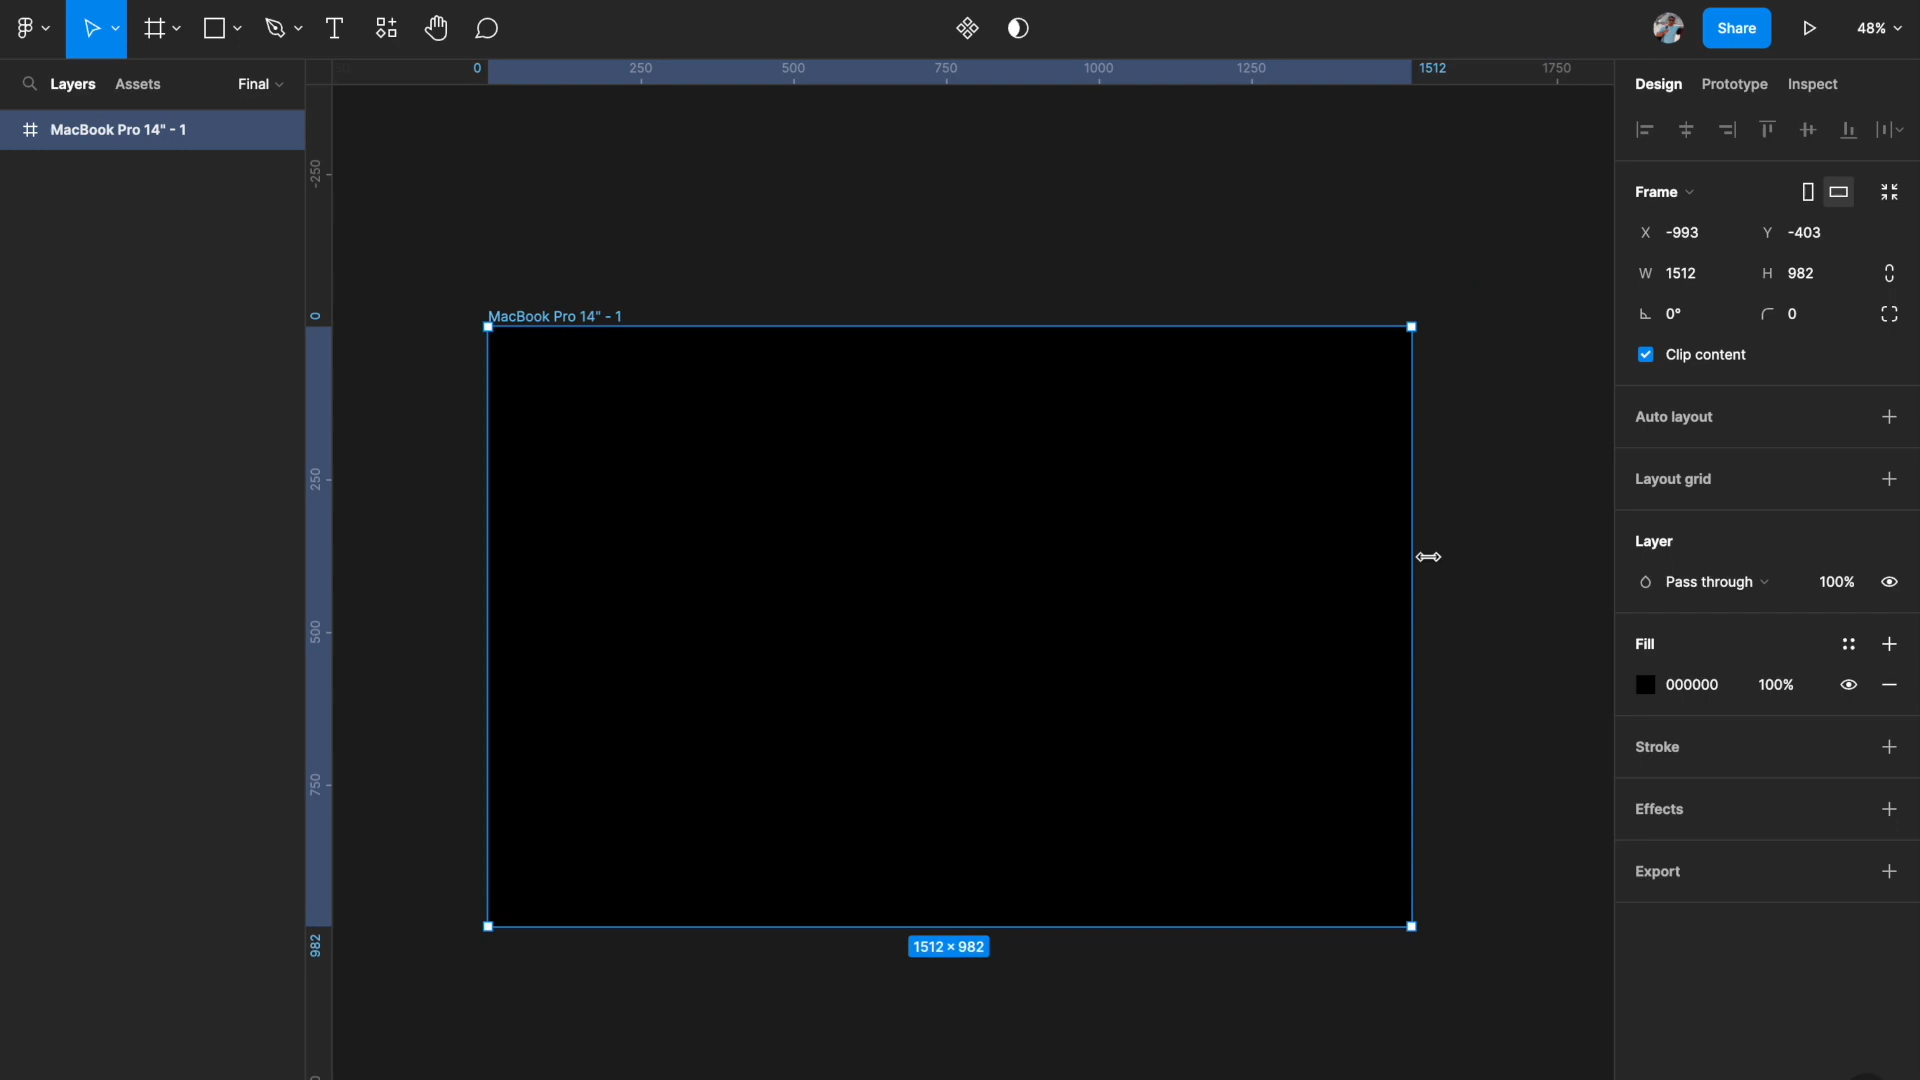 Share
48%
Layers
Assets
Final
MacBook Pro 14" - 1
0
250
500
750
1000
1250
1512
1750
-250
0
250
500
750
982
MacBook Pro 14" - 1
1512 × 982
Design
Prototype
Inspect
Frame
X -993
Y -403
W 1512
H 982
0°
0
Clip content
Auto layout
Layout grid
Layer
Pass through
100%
Fill
000000
100%
Stroke
Effects
Export